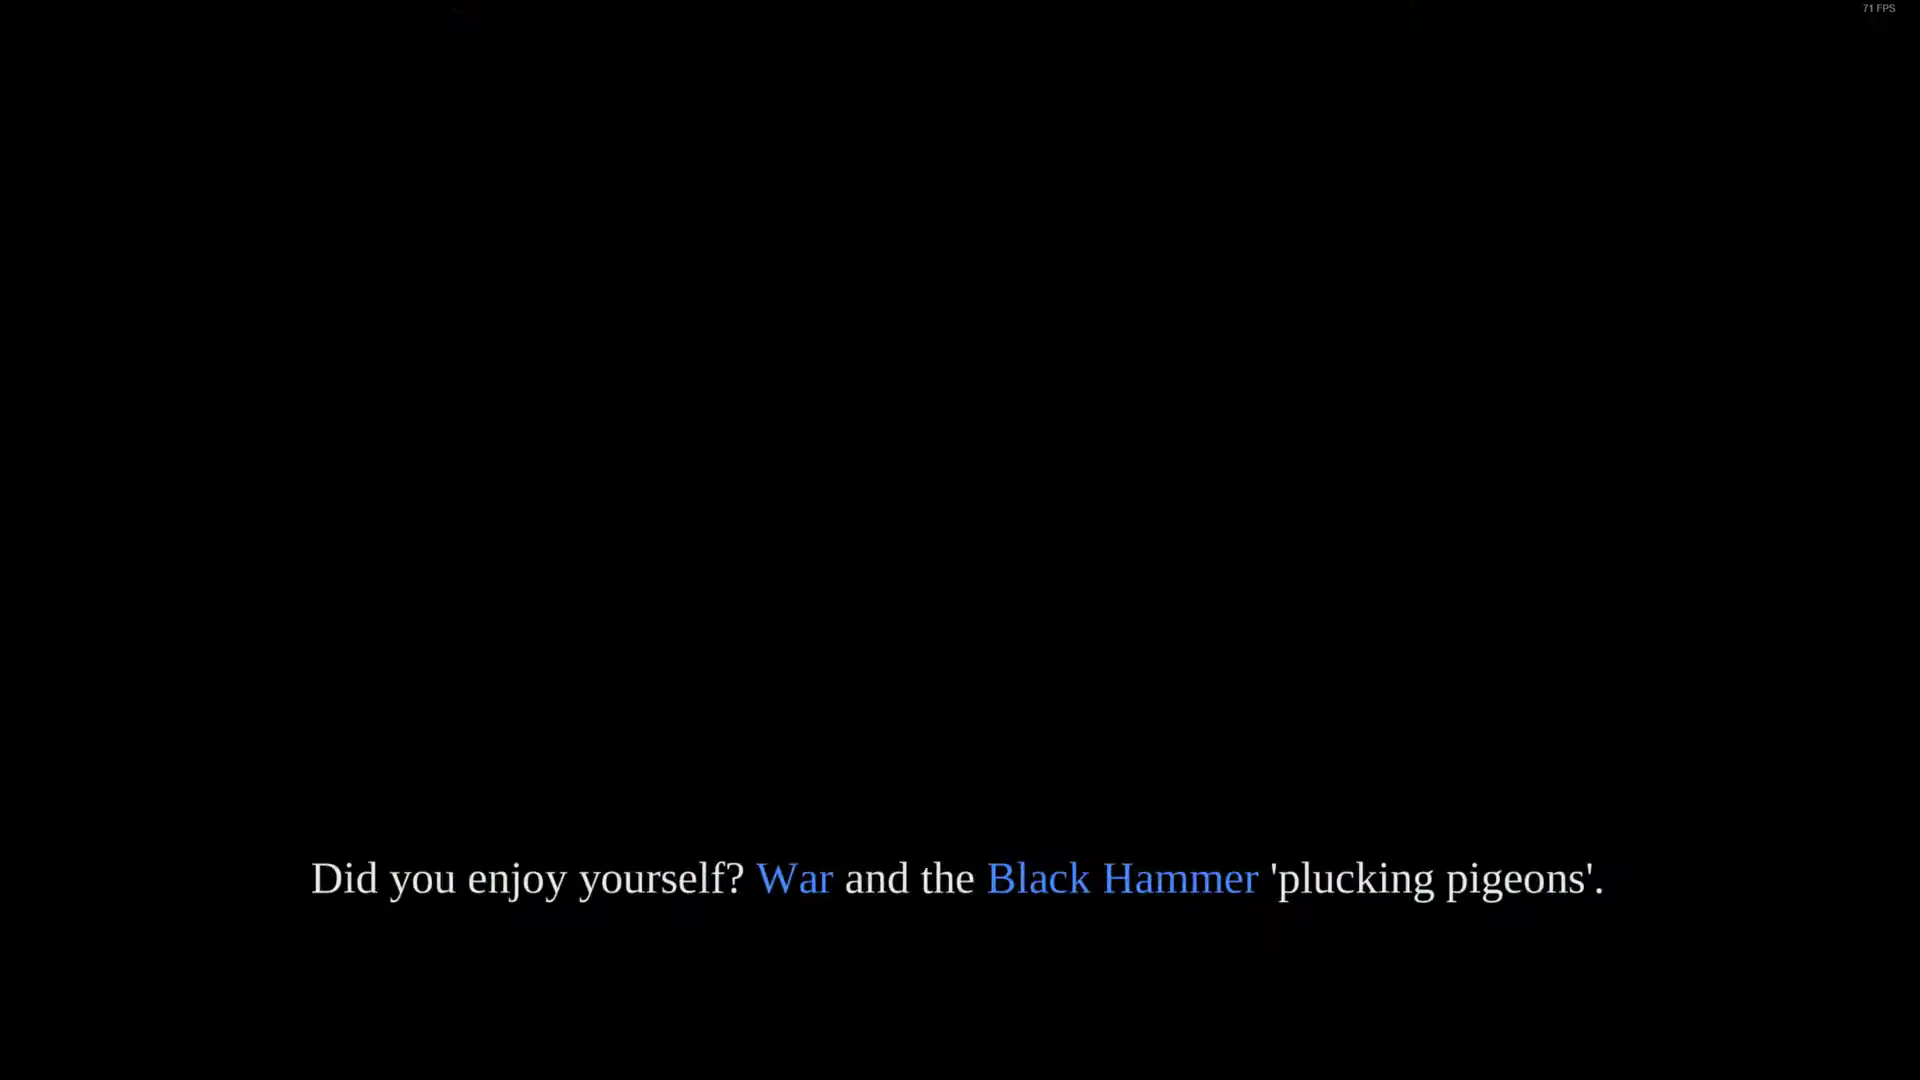 71 FPS
Did you enjoy yourself? War and the Black Hammer 'plucking pigeons'.